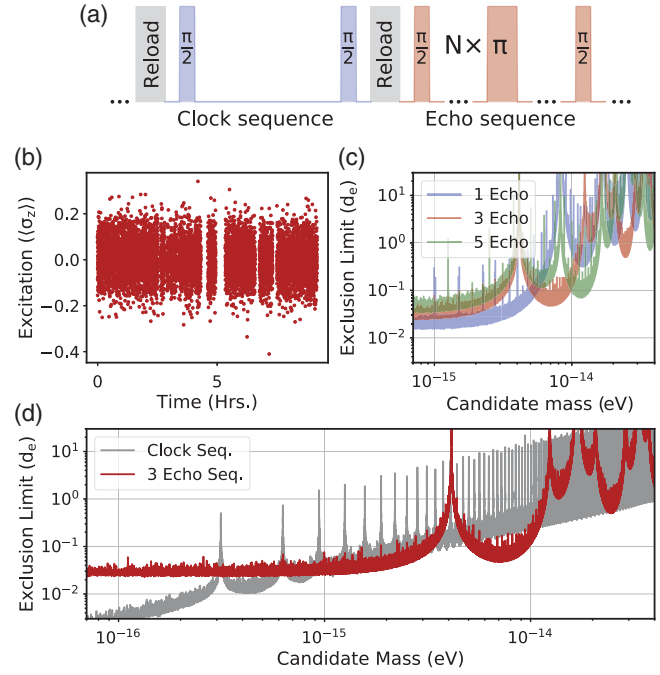 (a)
Reload
π/2
π/2
Reload
π/2
N× π
π/2
...
...
...
...
Clock sequence
Echo sequence
(b)
Excitation (⟨σz⟩)
0.2
0.0
−0.2
−0.4
0
5
Time (Hrs.)
(c)
Exclusion Limit (de)
10¹
10⁰
10⁻¹
10⁻²
1 Echo
3 Echo
5 Echo
10⁻¹⁵
10⁻¹⁴
Candidate mass (eV)
(d)
Exclusion Limit (de)
10¹
10⁰
10⁻¹
10⁻²
Clock Seq.
3 Echo Seq.
10⁻¹⁶
10⁻¹⁵
10⁻¹⁴
Candidate Mass (eV)